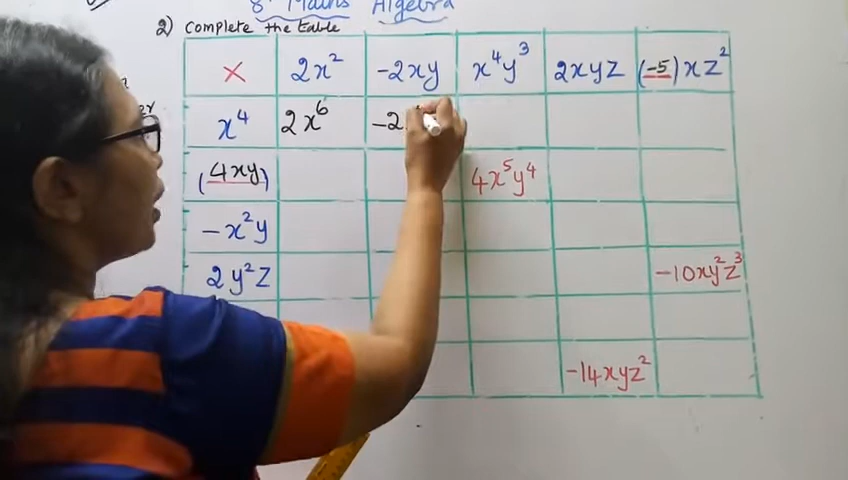 8 Maths Algebra
2) Complete the table
× 2x² -2xy x⁴y³ 2xyz (-5)xz²
x⁴ 2x⁶ -2
(4xy) 4x⁵y⁴
-x²y
2y²z -10xy²z³
-14xyz²